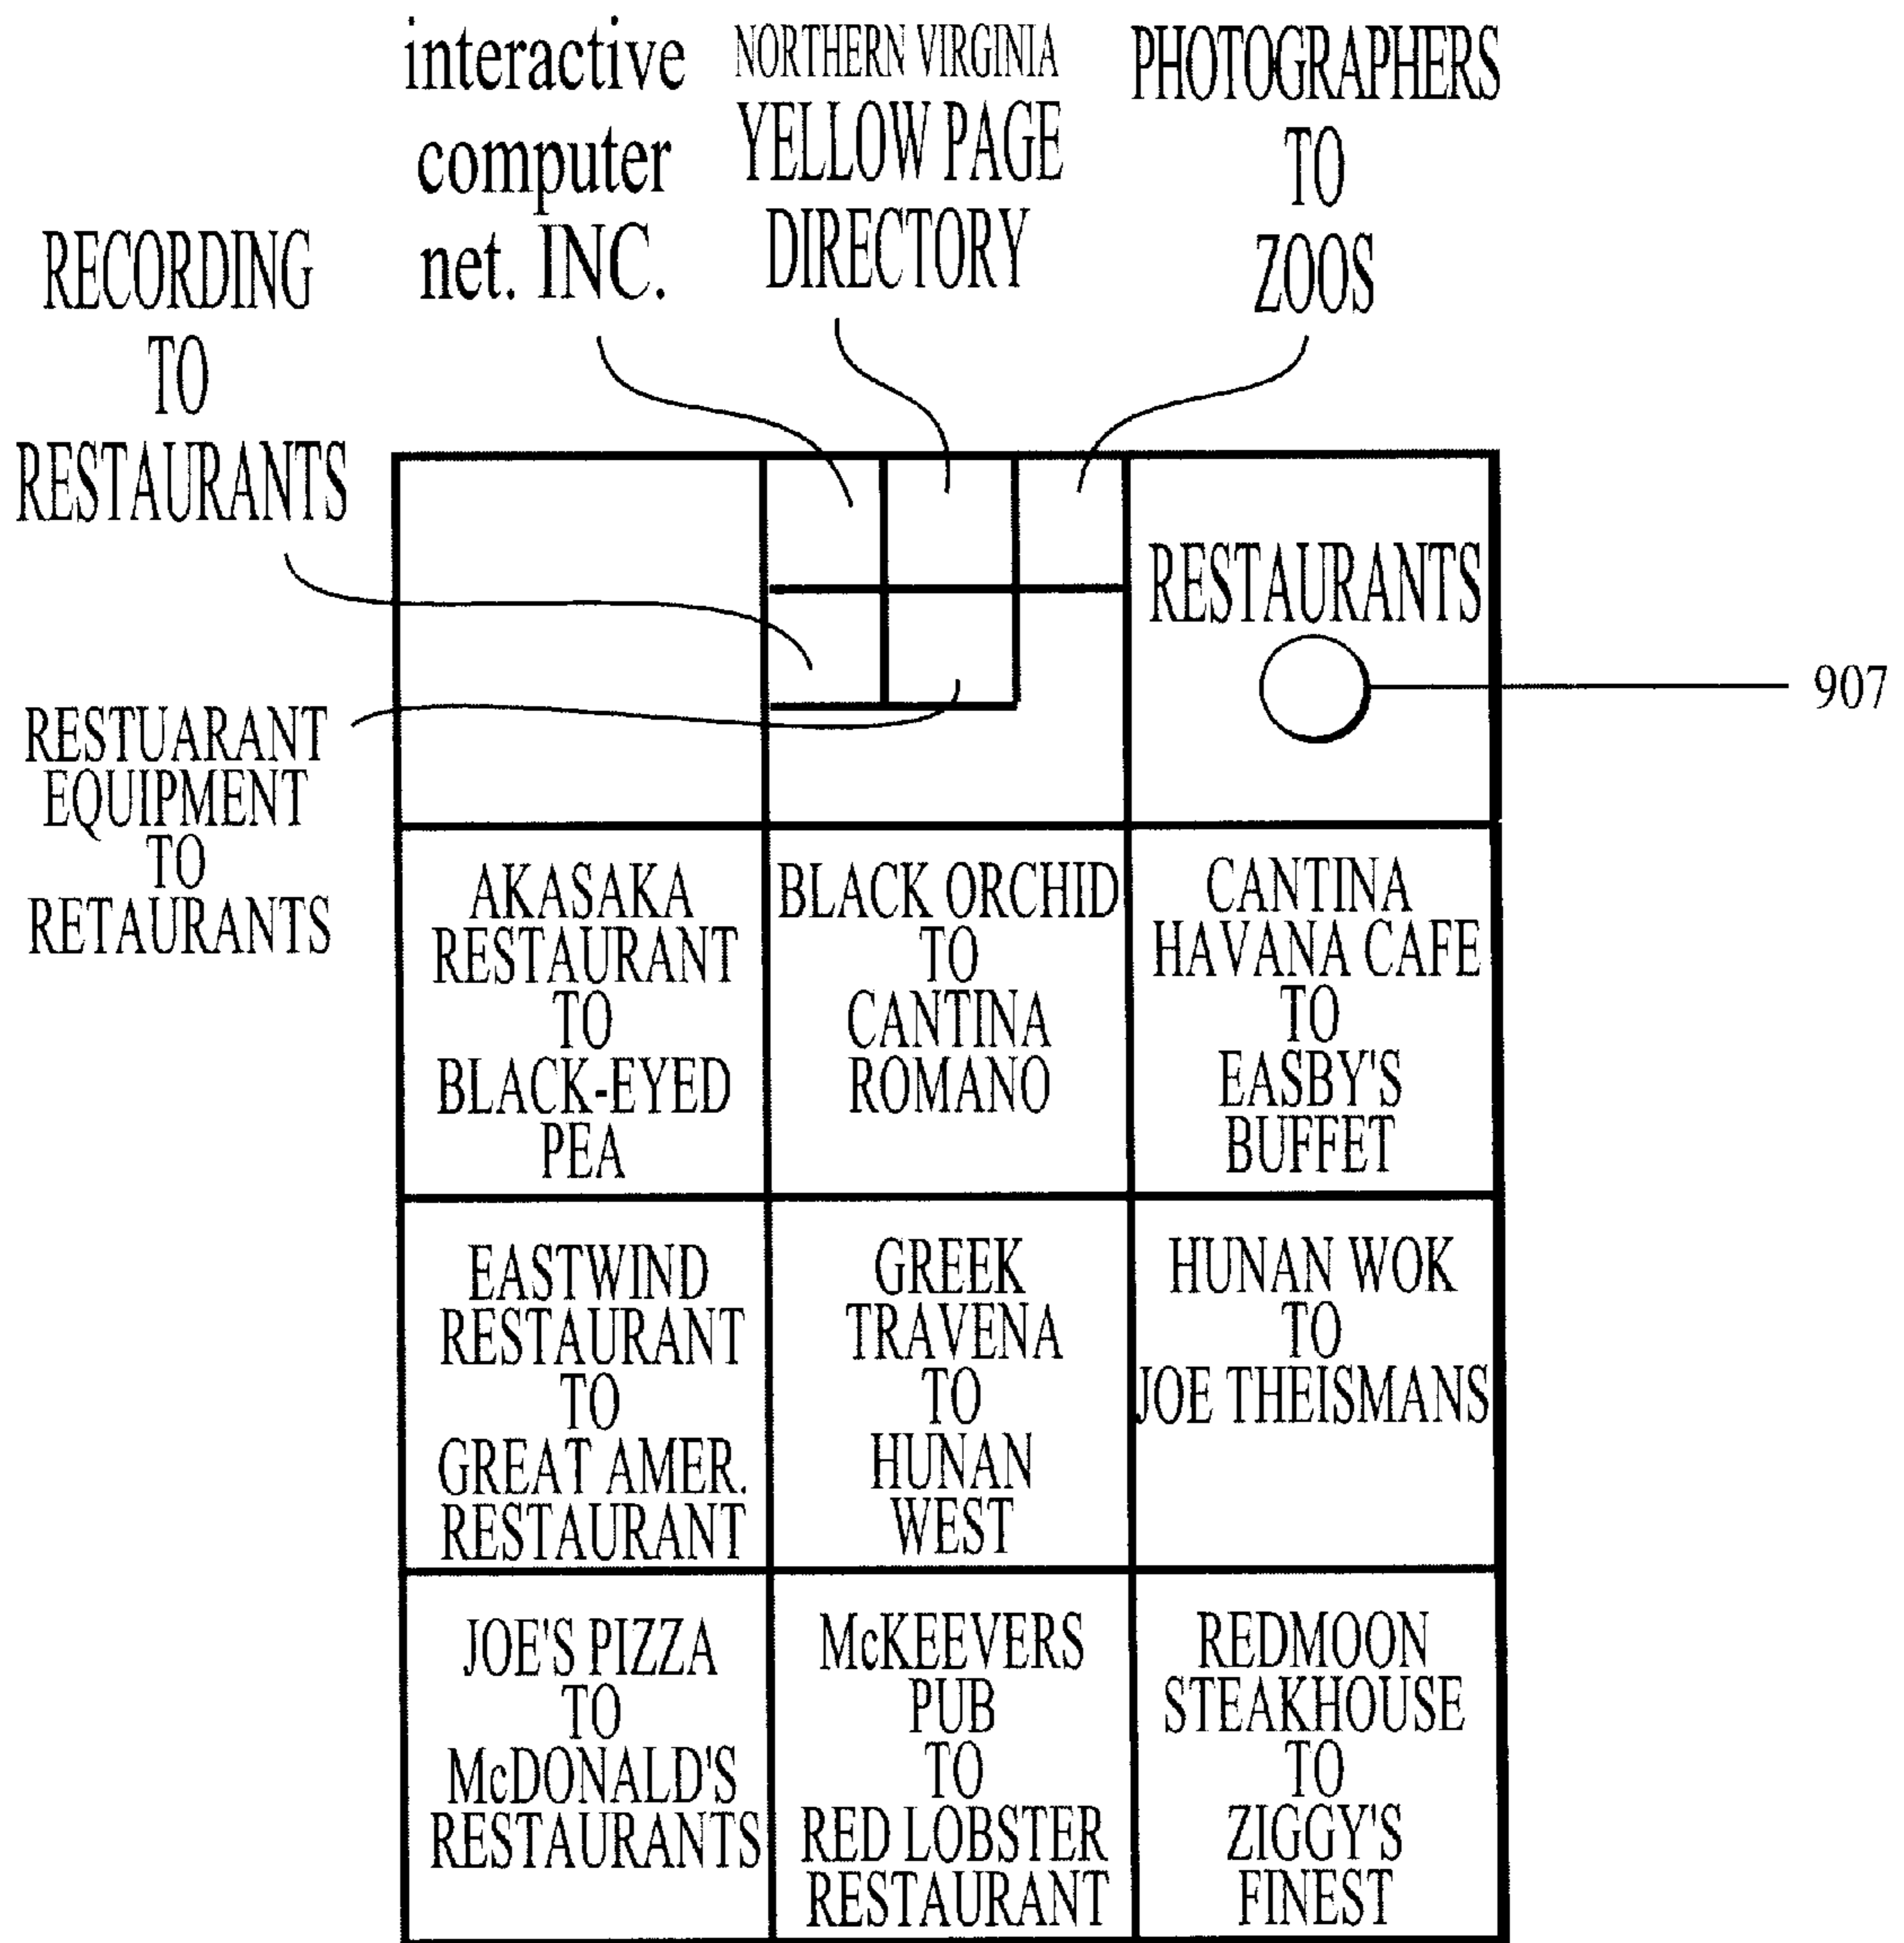 interactive
computer
net. INC.
NORTHERN VIRGINIA
YELLOW PAGE
DIRECTORY
PHOTOGRAPHERS
TO
ZOOS
RECORDING
TO
RESTAURANTS
RESTUARANT
EQUIPMENT
TO
RETAURANTS
RESTAURANTS
907
AKASAKA
RESTAURANT
TO
BLACK-EYED
PEA
BLACK ORCHID
TO
CANTINA
ROMANO
CANTINA
HAVANA CAFE
TO
EASBY'S
BUFFET
EASTWIND
RESTAURANT
TO
GREAT AMER.
RESTAURANT
GREEK
TRAVENA
TO
HUNAN
WEST
HUNAN WOK
TO
JOE THEISMANS
JOE'S PIZZA
TO
McDONALD'S
RESTAURANTS
McKEEVERS
PUB
TO
RED LOBSTER
RESTAURANT
REDMOON
STEAKHOUSE
TO
ZIGGY'S
FINEST